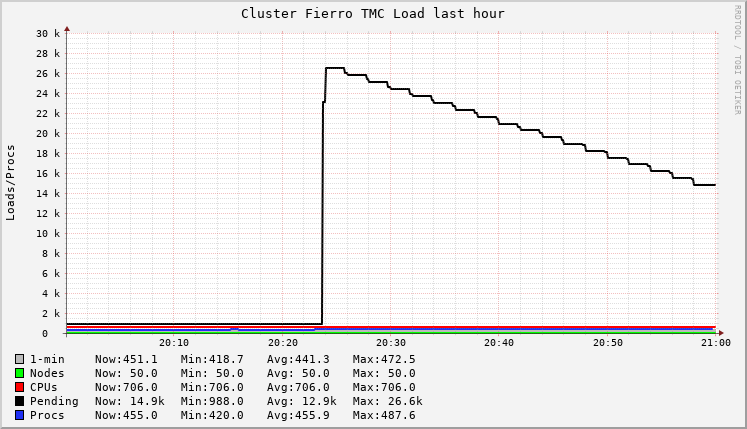 Cluster Fierro TMC Load last hour
RRDTOOL / TOBI OETIKER
Loads/Procs
30 k
28 k
26 k
24 k
22 k
20 k
18 k
16 k
14 k
12 k
10 k
8 k
6 k
4 k
2 k
0
20:10 20:20 20:30 20:40 20:50 21:00
1-min Now:451.1 Min:418.7 Avg:441.3 Max:472.5
Nodes Now: 50.0 Min: 50.0 Avg: 50.0 Max: 50.0
CPUs Now:706.0 Min:706.0 Avg:706.0 Max:706.0
Pending Now: 14.9k Min:988.0 Avg: 12.9k Max: 26.6k
Procs Now:455.0 Min:420.0 Avg:455.9 Max:487.6